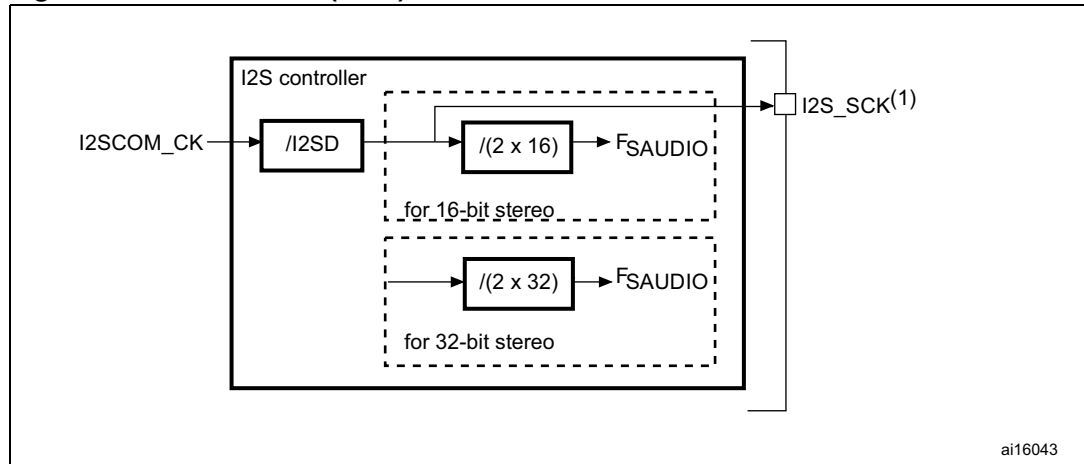 I2S controller
I2SCOM_CK
/I2SD
/(2 x 16)
FSAUDIO
I2S_SCK(1)
for 16-bit stereo
/(2 x 32)
FSAUDIO
for 32-bit stereo
ai16043